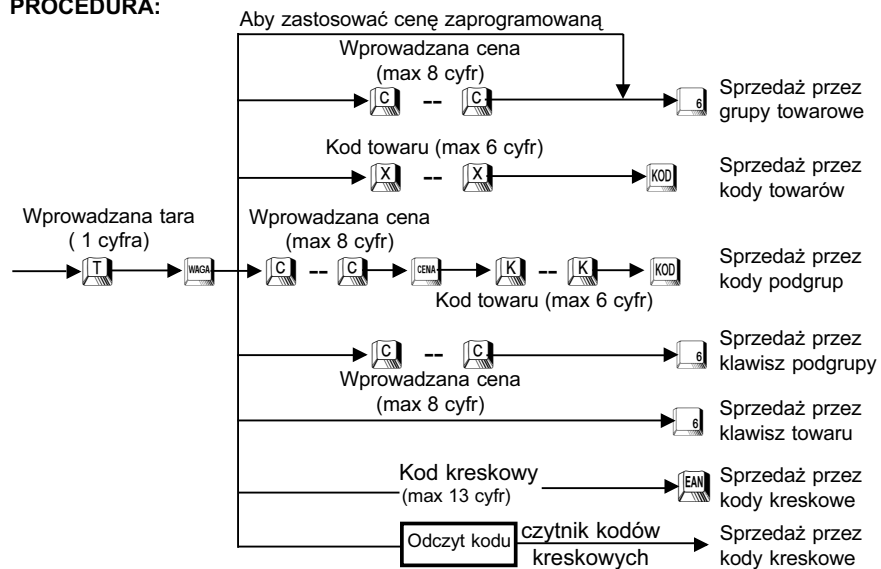 PROCEDURA:
Aby zastosować cenę zaprogramowaną
Wprowadzana cena
(max 8 cyfr)
C -- C 6
Sprzedaż przez
grupy towarowe
Kod towaru (max 6 cyfr)
X -- X KOD
Sprzedaż przez
kody towarów
Wprowadzana tara
( 1 cyfra)
T WAGA
Wprowadzana cena
(max 8 cyfr)
C -- C CENA K -- K KOD
Kod towaru (max 6 cyfr)
Sprzedaż przez
kody podgrup
C -- C 6
Wprowadzana cena
(max 8 cyfr)
Sprzedaż przez
klawisz podgrupy
6
Sprzedaż przez
klawisz towaru
Kod kreskowy
(max 13 cyfr)
EAN
Sprzedaż przez
kody kreskowe
Odczyt kodu
czytnik kodów
kreskowych
Sprzedaż przez
kody kreskowe